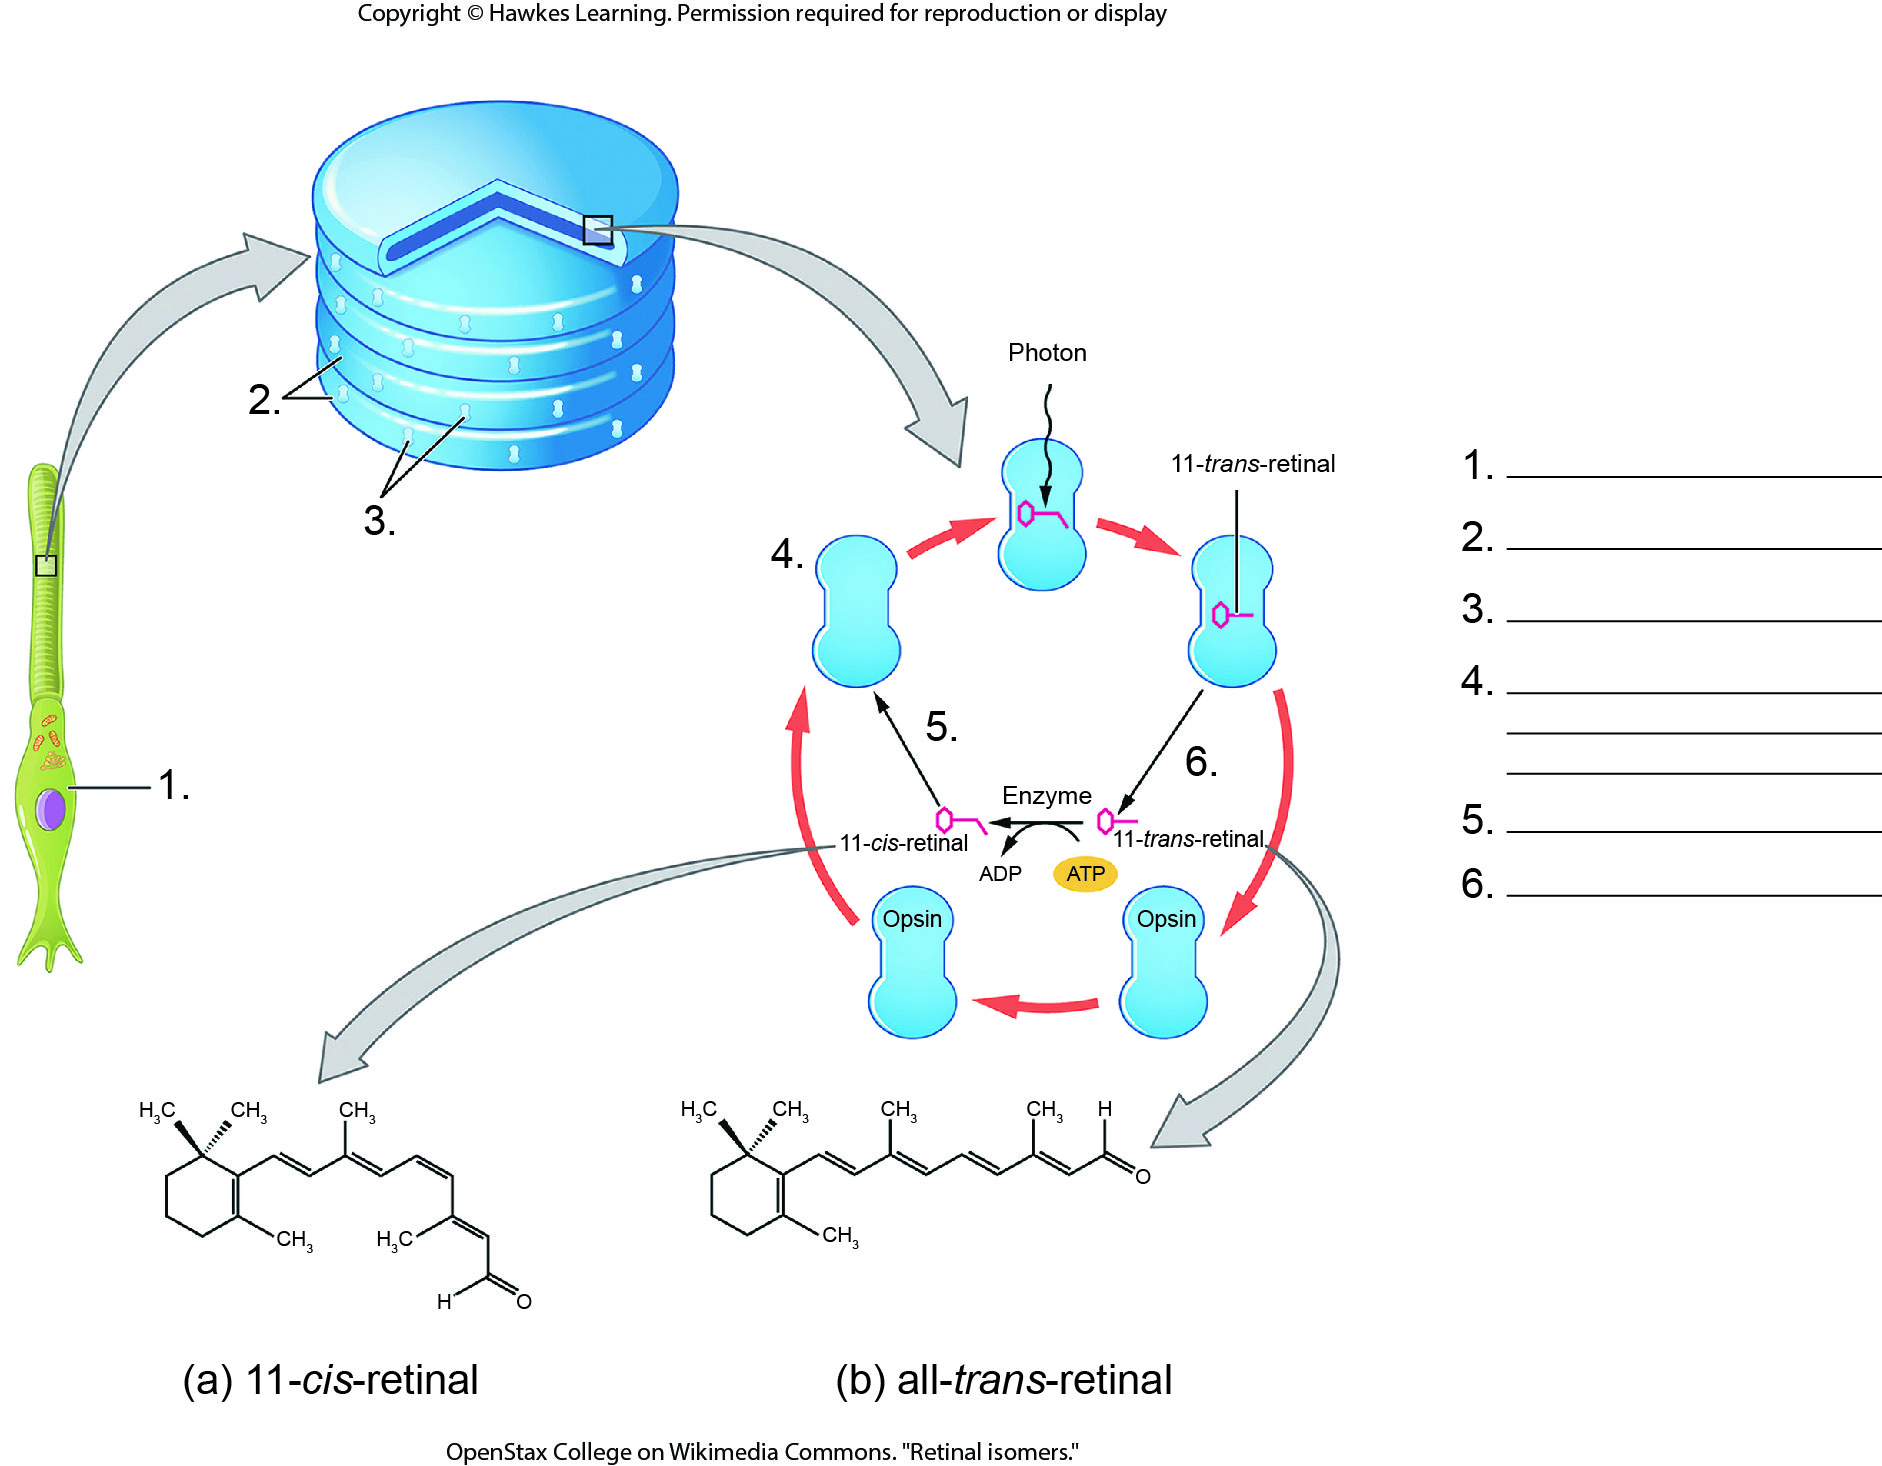 Copyright © Hawkes Learning. Permission required for reproduction or display
Photon
11-trans-retinal
2.
3.
4.
1.
5.
6.
Enzyme
11-cis-retinal
11-trans-retinal
ADP
ATP
Opsin
Opsin
1.
2.
3.
4.
5.
6.
H₃C
CH₃
CH₃
CH₃
H₃C
H
O
H₃C
CH₃
CH₃
CH₃
H
O
CH₃
(a) 11-cis-retinal
(b) all-trans-retinal
OpenStax College on Wikimedia Commons. "Retinal isomers."